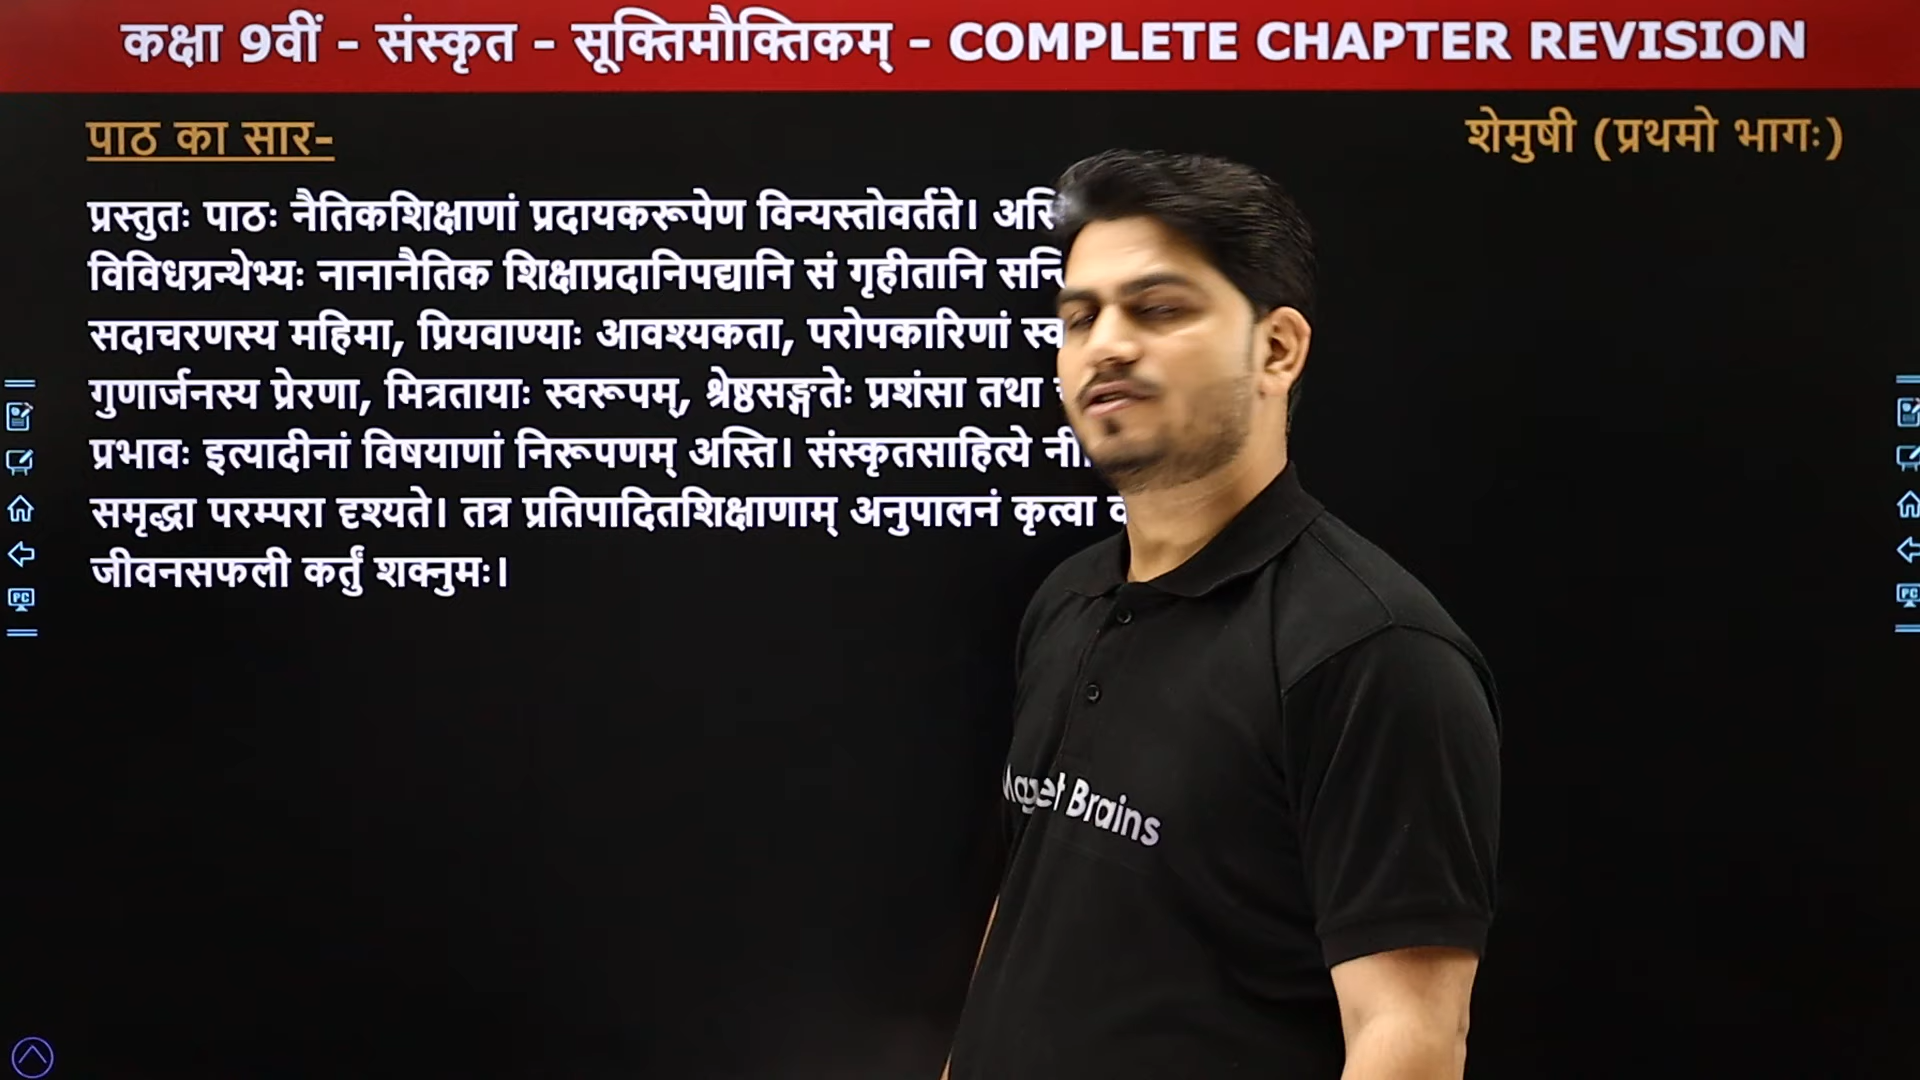 कक्षा 9वीं - संस्कृत - सूक्तिमौक्तिकम् - COMPLETE CHAPTER REVISION
पाठ का सार-
शेमुषी (प्रथमो भागः)
प्रस्तुतः पाठः नैतिकशिक्षाणां प्रदायकरूपेण विन्यस्तोवर्तते।
विविधग्रन्थेभ्यः नानानैतिक शिक्षाप्रदानिपद्यानि सं गृहीतानि
सदाचरणस्य महिमा, प्रियवाण्याः आवश्यकता, परोपकारिणां
गुणार्जनस्य प्रेरणा, मित्रतायाः स्वरूपम्, श्रेष्ठसङ्गतेः प्रशंसा तथा
प्रभावः इत्यादीनां विषयाणां निरूपणम् अस्ति। संस्कृतसाहित्ये
समृद्धा परम्परा दृश्यते। तत्र प्रतिपादितशिक्षाणाम् अनुपालनं कृत्वा
जीवनसफली कर्तुं शक्नुमः।
PC
PC
Brains